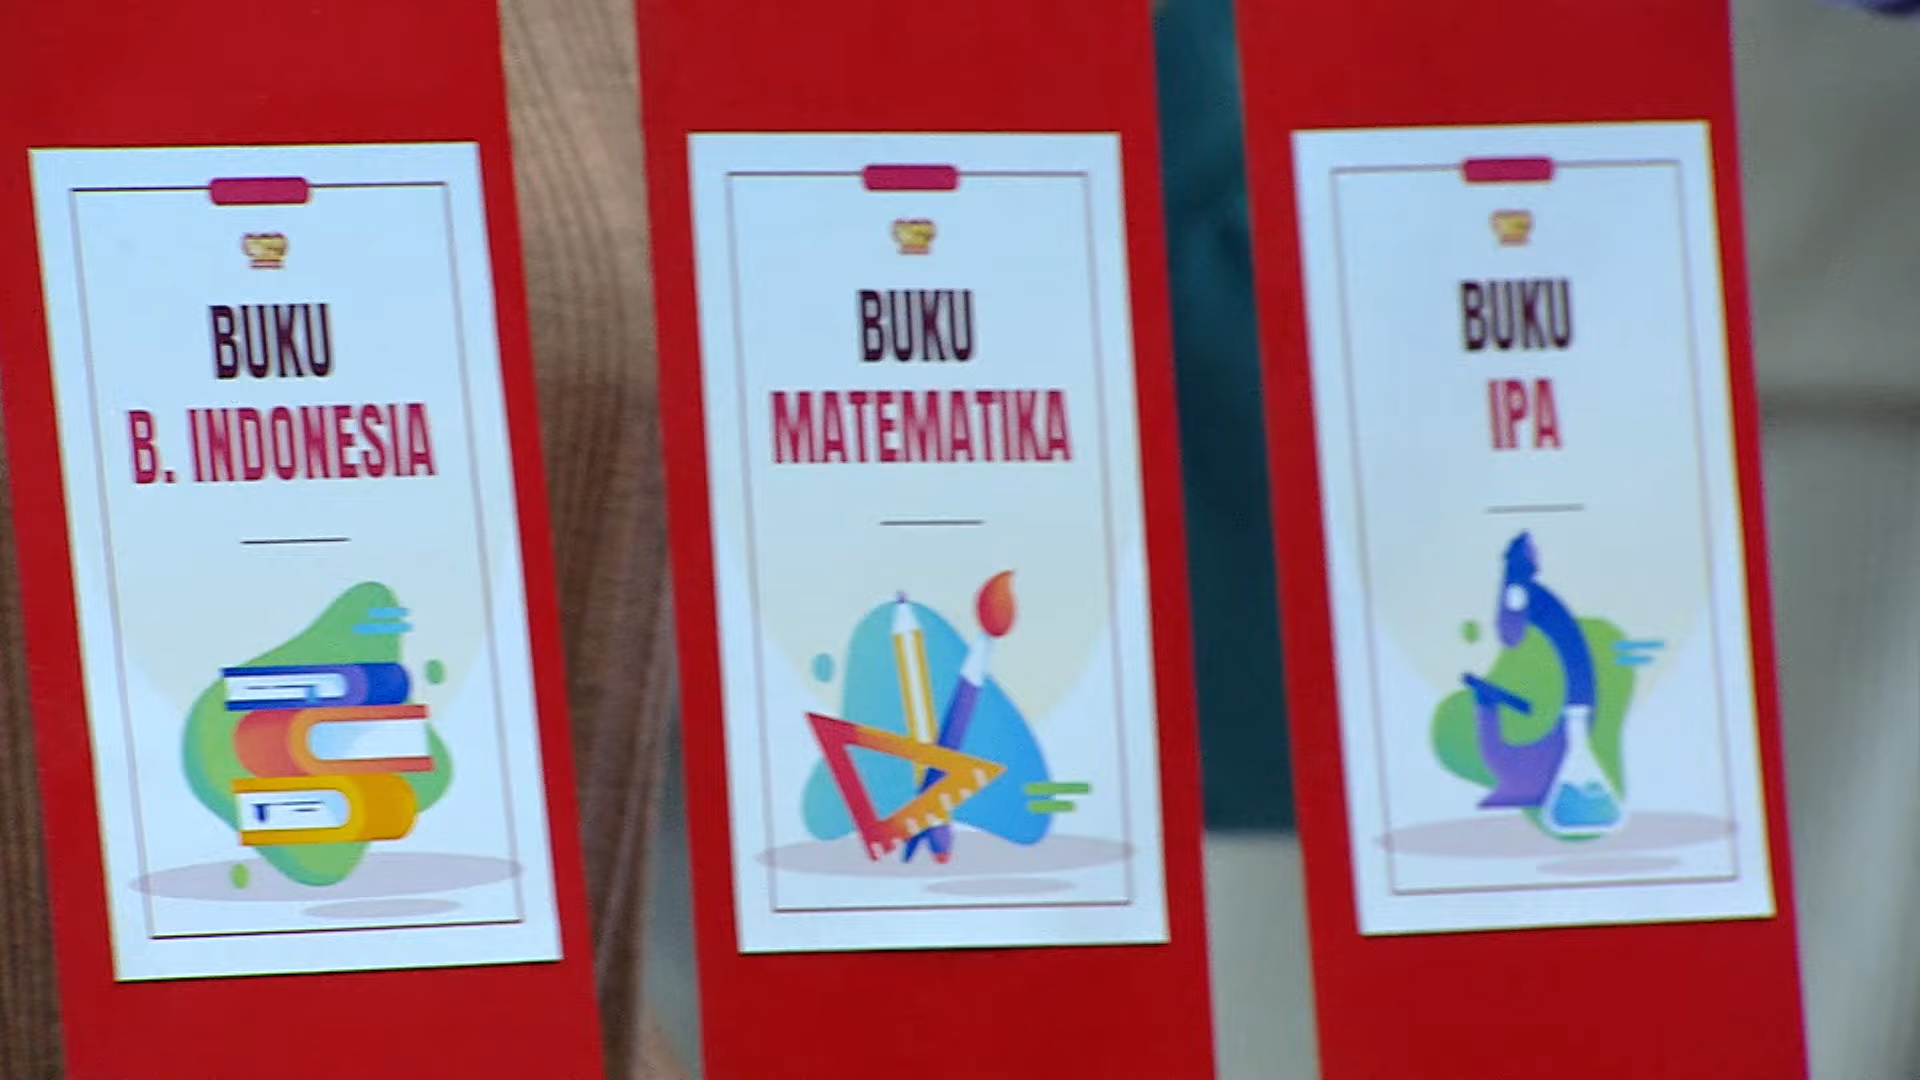 BUKU
B. INDONESIA
BUKU
MATEMATIKA
BUKU
IPA